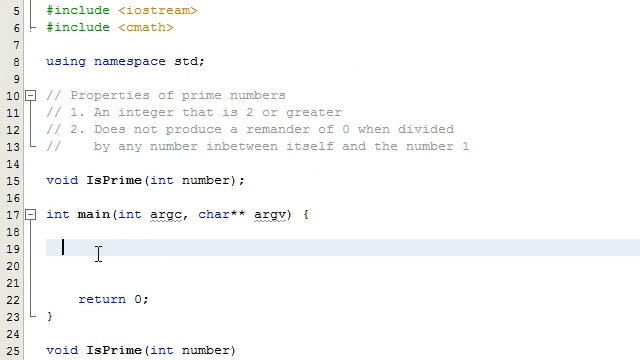 5 #include <iostream>
6 #include <cmath>
7
8 using namespace std;
9
10 // Properties of prime numbers
11 // 1. An integer that is 2 or greater
12 // 2. Does not produce a remander of 0 when divided
13 //    by any number inbetween itself and the number 1
14
15 void IsPrime(int number);
16
17 int main(int argc, char** argv) {
18
19
20
21
22     return 0;
23 }
24
25 void IsPrime(int number)